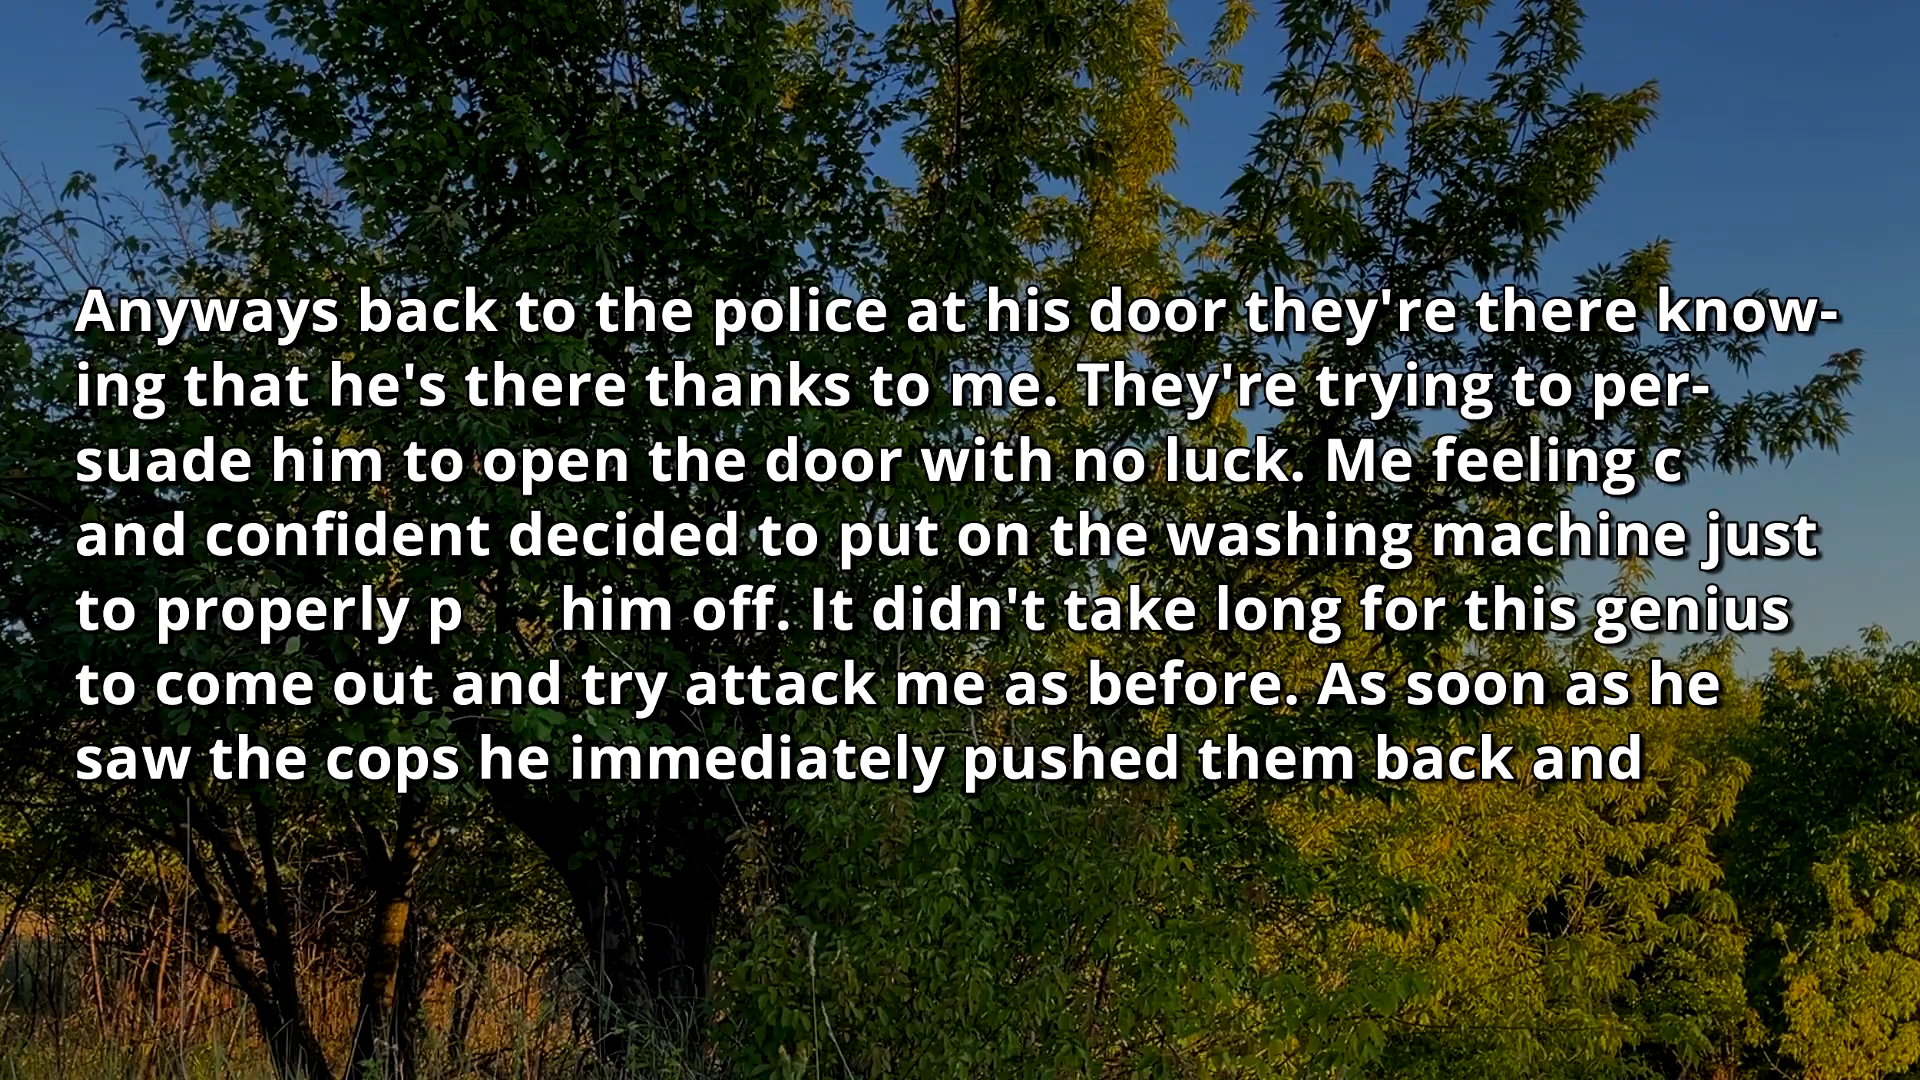 Anyways back to the police at his door they're there know-
ing that he's there thanks to me. They're trying to per-
suade him to open the door with no luck. Me feeling c
and confident decided to put on the washing machine just
to properly p him off. It didn't take long for this genius
to come out and try attack me as before. As soon as he
saw the cops he immediately pushed them back and